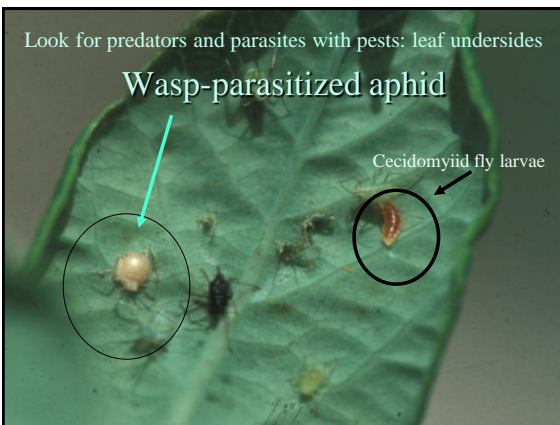 Look for predators and parasites with pests: leaf undersides
Wasp-parasitized aphid
Cecidomyiid fly larvae